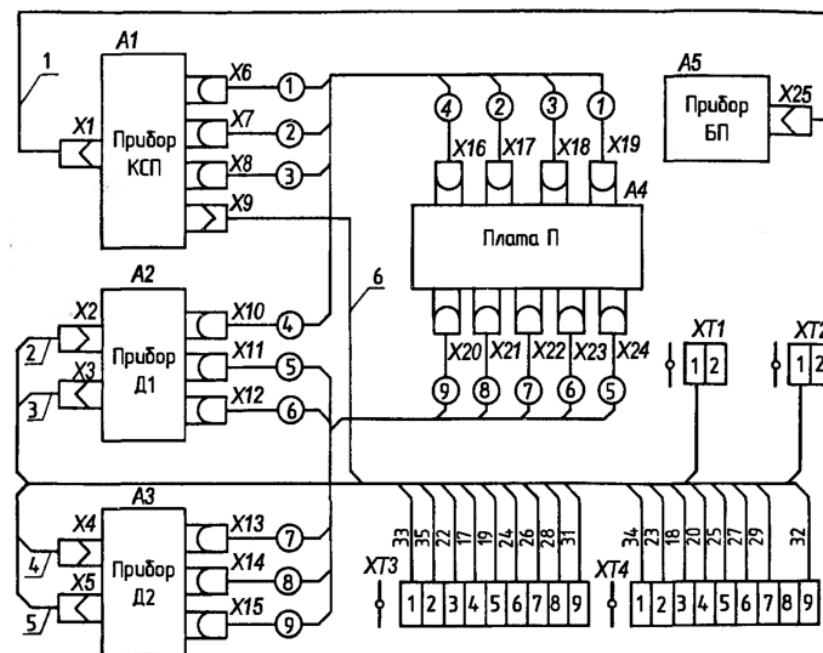 А1
1
X6
1
X1
Прибор
КСП
X7
2
X8
3
X9
4
2
3
1
X16
X17
X18
X19
А4
Плата П
А5
Прибор
БП
X25
6
А2
X2
2
X3
3
Прибор
Д1
X10
4
X11
5
X12
6
X20
X21
X22
X23
X24
9
8
7
6
5
XT1
1 2
XT2
1 2
А3
X4
4
X5
5
Прибор
Д2
X13
7
X14
8
X15
9
33 35 22 17 19 24 26 28 31
XT3
1 2 3 4 5 6 7 8 9
34 23 18 20 25 27 29 32
XT4
1 2 3 4 5 6 7 8 9